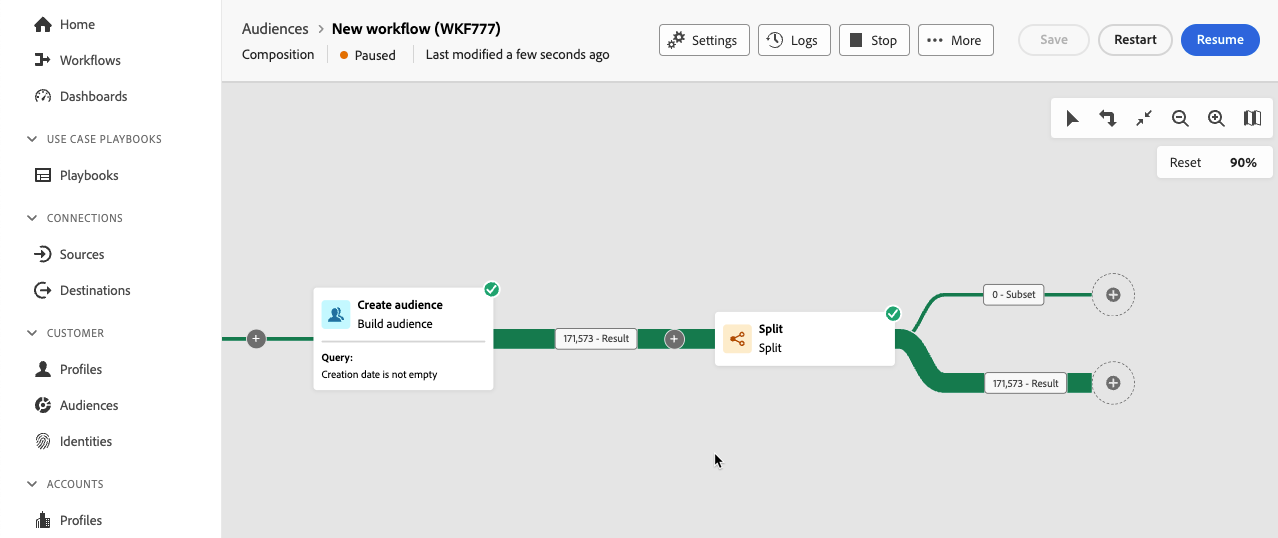 Home
Workflows
Dashboards
USE CASE PLAYBOOKS
Playbooks
CONNECTIONS
Sources
Destinations
CUSTOMER
Profiles
Audiences
Identities
ACCOUNTS
Profiles
Audiences > New workflow (WKF777)
Composition Paused Last modified a few seconds ago
Settings Logs Stop More Save Restart Resume
Reset 90%
Create audience
Build audience
Query:
Creation date is not empty
171,573 - Result
Split
Split
0 - Subset
171,573 - Result